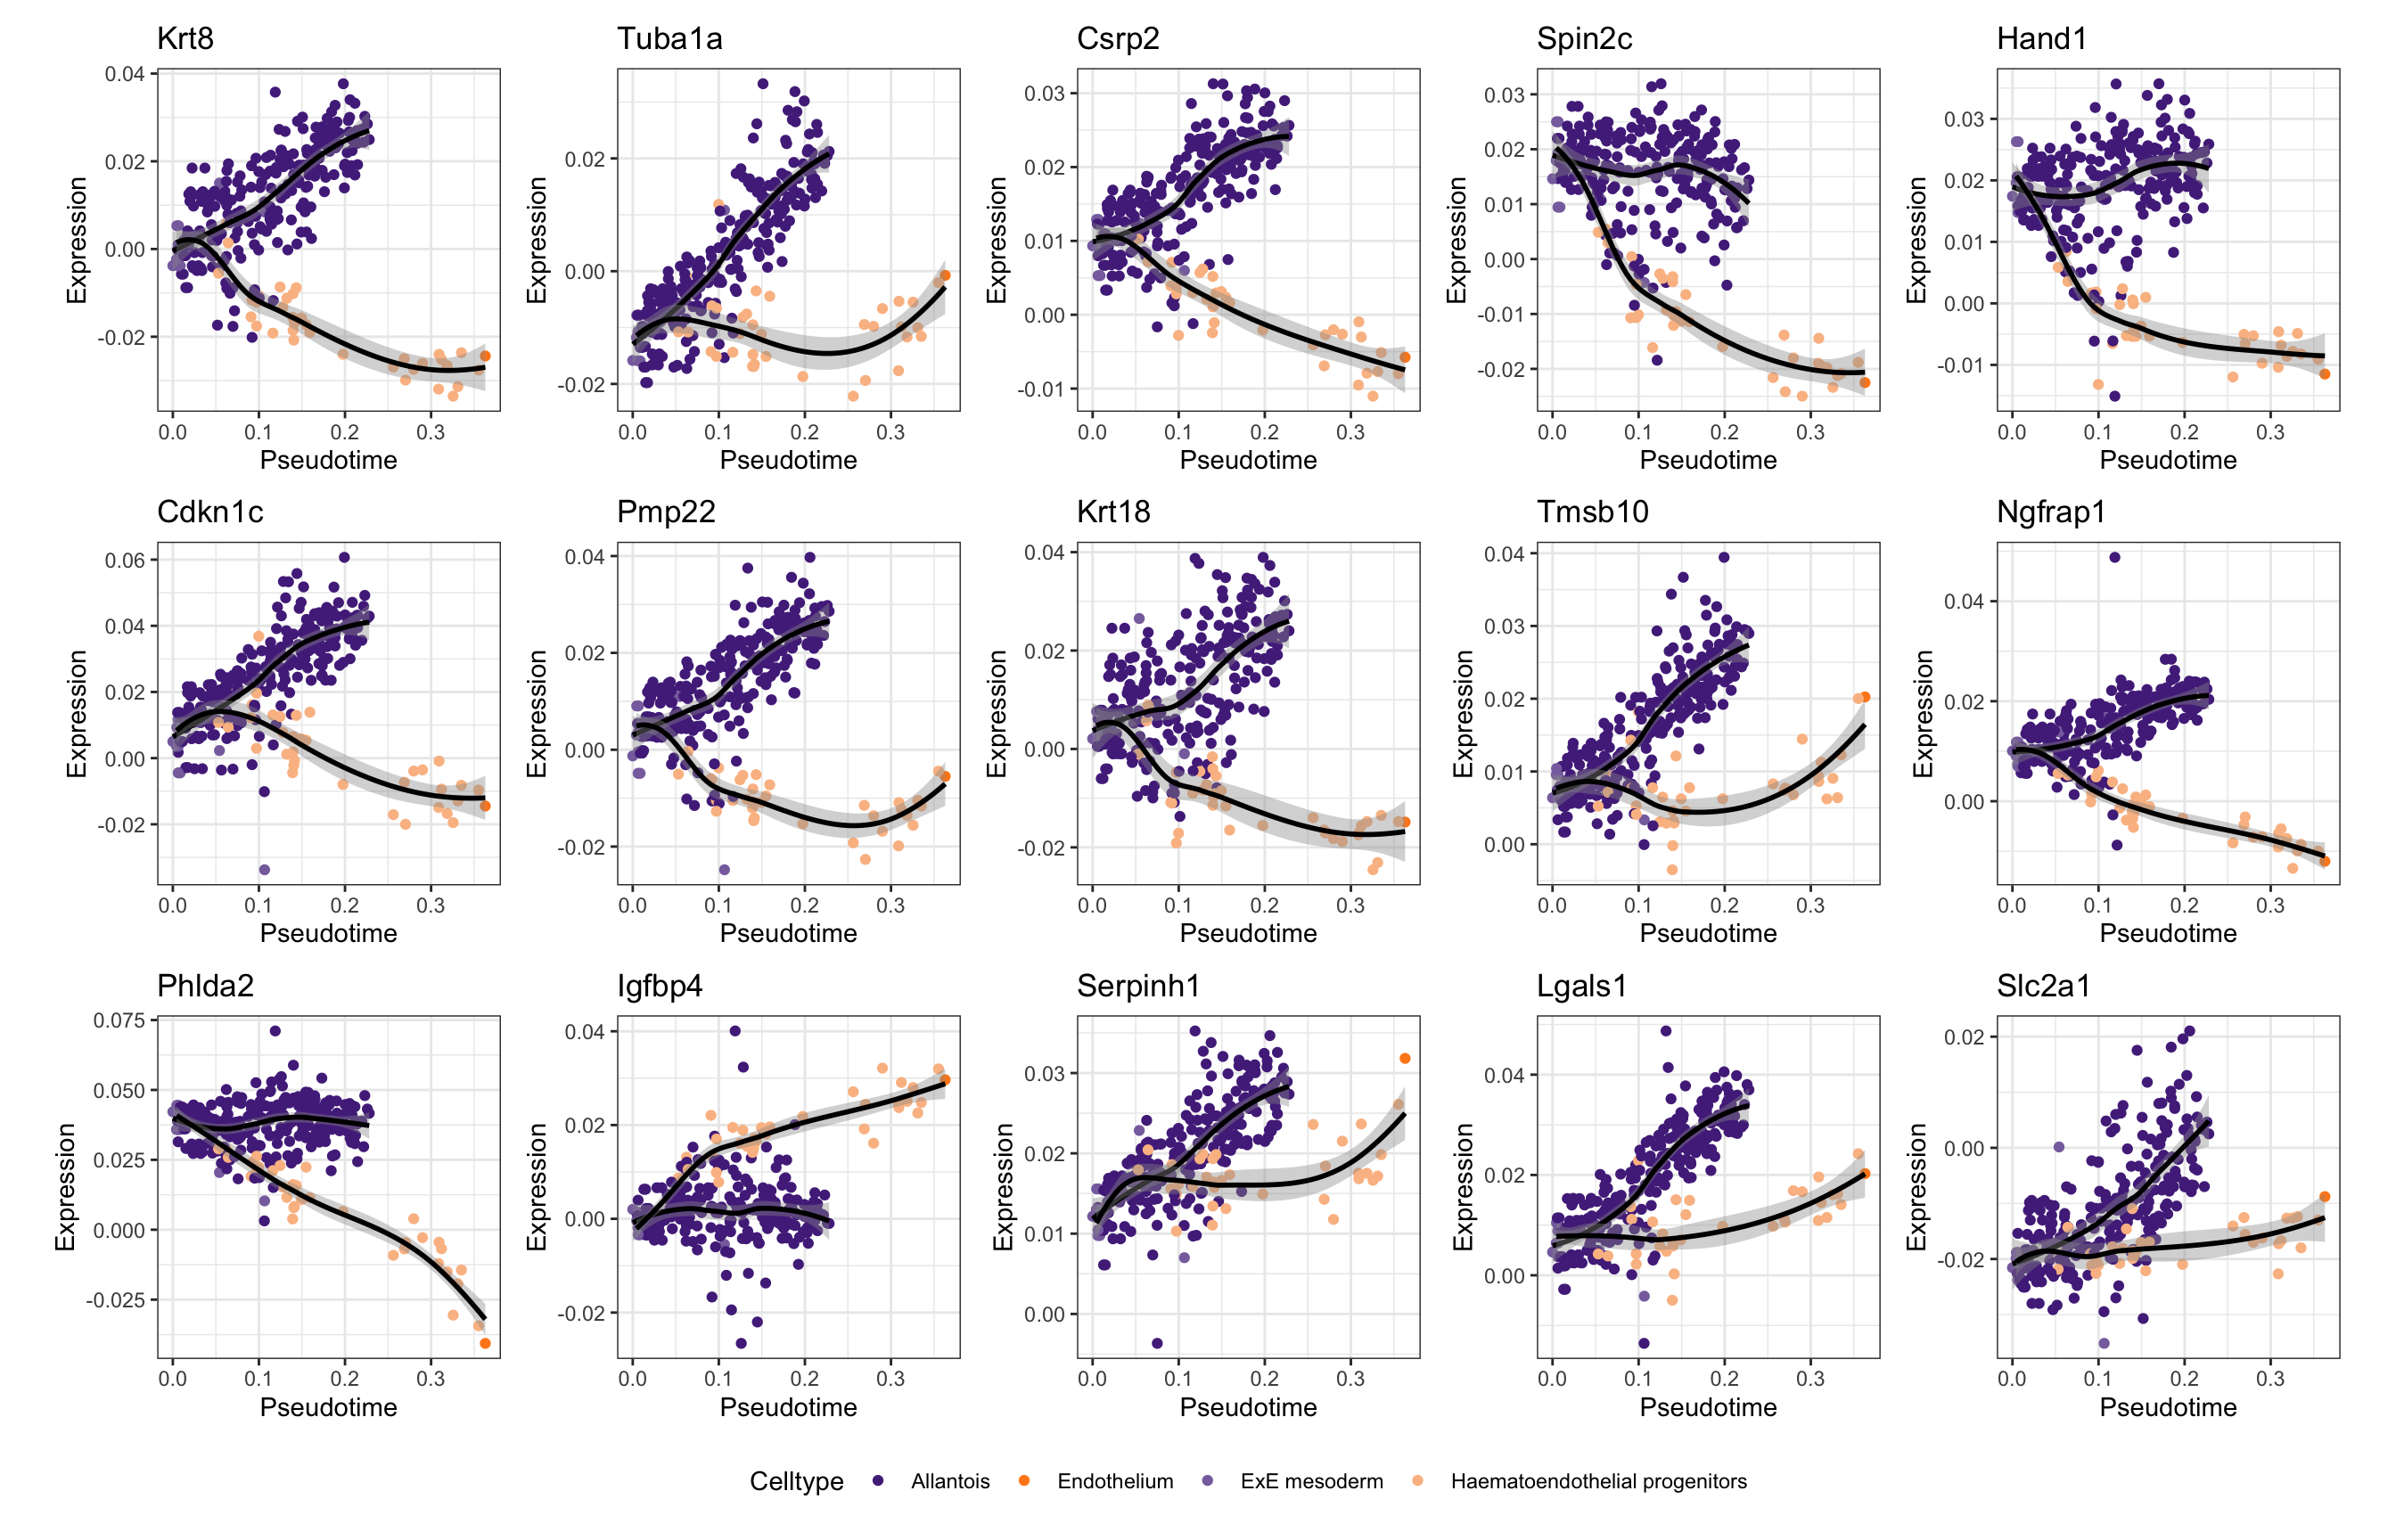 Krt8 Tuba1a Csrp2 Spin2c Hand1
0.04 0.02 0.00 -0.02
0.02 0.00 -0.02
0.03 0.02 0.01 0.00 -0.01
0.03 0.02 0.01 0.00 -0.01 -0.02
0.03 0.02 0.01 0.00 -0.01
Expression Expression Expression Expression Expression
0.0 0.1 0.2 0.3 0.0 0.1 0.2 0.3 0.0 0.1 0.2 0.3 0.0 0.1 0.2 0.3 0.0 0.1 0.2 0.3
Pseudotime Pseudotime Pseudotime Pseudotime Pseudotime
Cdkn1c Pmp22 Krt18 Tmsb10 Ngfrap1
0.06 0.04 0.02 0.00 -0.02
0.04 0.02 0.00 -0.02
0.04 0.02 0.00 -0.02
0.04 0.03 0.02 0.01 0.00
0.04 0.02 0.00
Expression Expression Expression Expression Expression
0.0 0.1 0.2 0.3 0.0 0.1 0.2 0.3 0.0 0.1 0.2 0.3 0.0 0.1 0.2 0.3 0.0 0.1 0.2 0.3
Pseudotime Pseudotime Pseudotime Pseudotime Pseudotime
Phlda2 Igfbp4 Serpinh1 Lgals1 Slc2a1
0.075 0.050 0.025 0.000 -0.025
0.04 0.02 0.00 -0.02
0.03 0.02 0.01 0.00
0.04 0.02 0.00
0.02 0.00 -0.02
Expression Expression Expression Expression Expression
0.0 0.1 0.2 0.3 0.0 0.1 0.2 0.3 0.0 0.1 0.2 0.3 0.0 0.1 0.2 0.3 0.0 0.1 0.2 0.3
Pseudotime Pseudotime Pseudotime Pseudotime Pseudotime
Celltype Allantois Endothelium ExE mesoderm Haematoendothelial progenitors